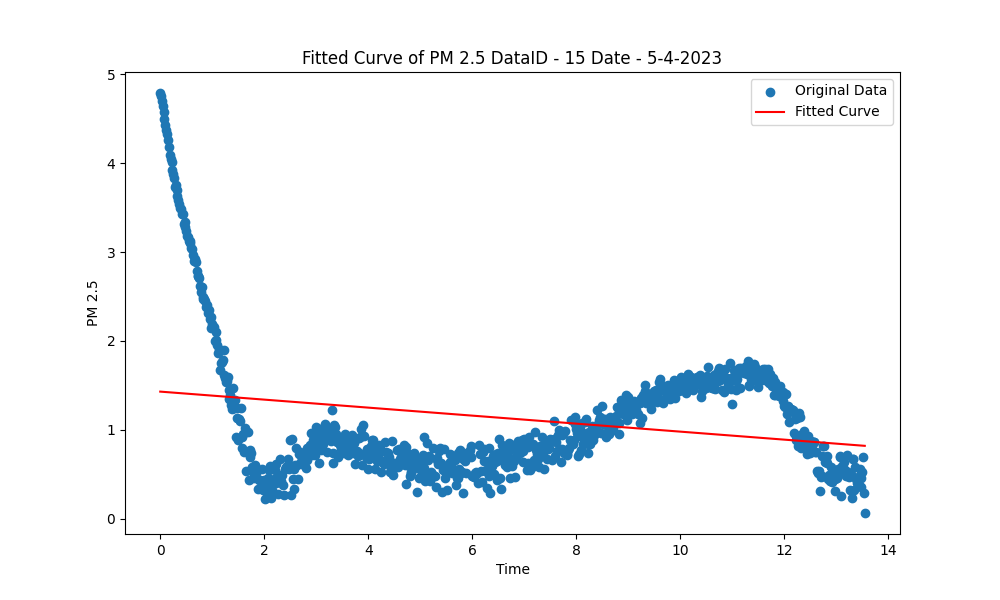 Fitted Curve of PM 2.5 DataID - 15 Date - 5-4-2023
Original Data
Fitted Curve
5
4
3
2
1
0
PM 2.5
0 2 4 6 8 10 12 14
Time